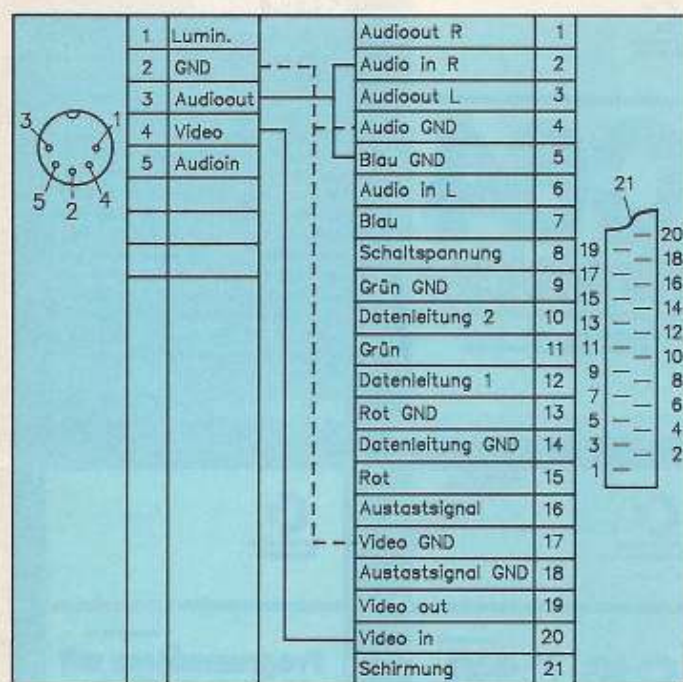 1 Lumin.
2 GND
3 Audioout
4 Video
5 Audioin
3 1
5 2 4
Audioout R 1
Audio in R 2
Audioout L 3
Audio GND 4
Blau GND 5
Audio in L 6
Blau 7
Schaltspannung 8
Grün GND 9
Datenleitung 2 10
Grün 11
Datenleitung 1 12
Rot GND 13
Datenleitung GND 14
Rot 15
Austastsignal 16
Video GND 17
Austastsignal GND 18
Video out 19
Video in 20
Schirmung 21
21
20
19 18
17 16
15 14
13 12
11 10
9 8
7 6
5 4
3 2
1